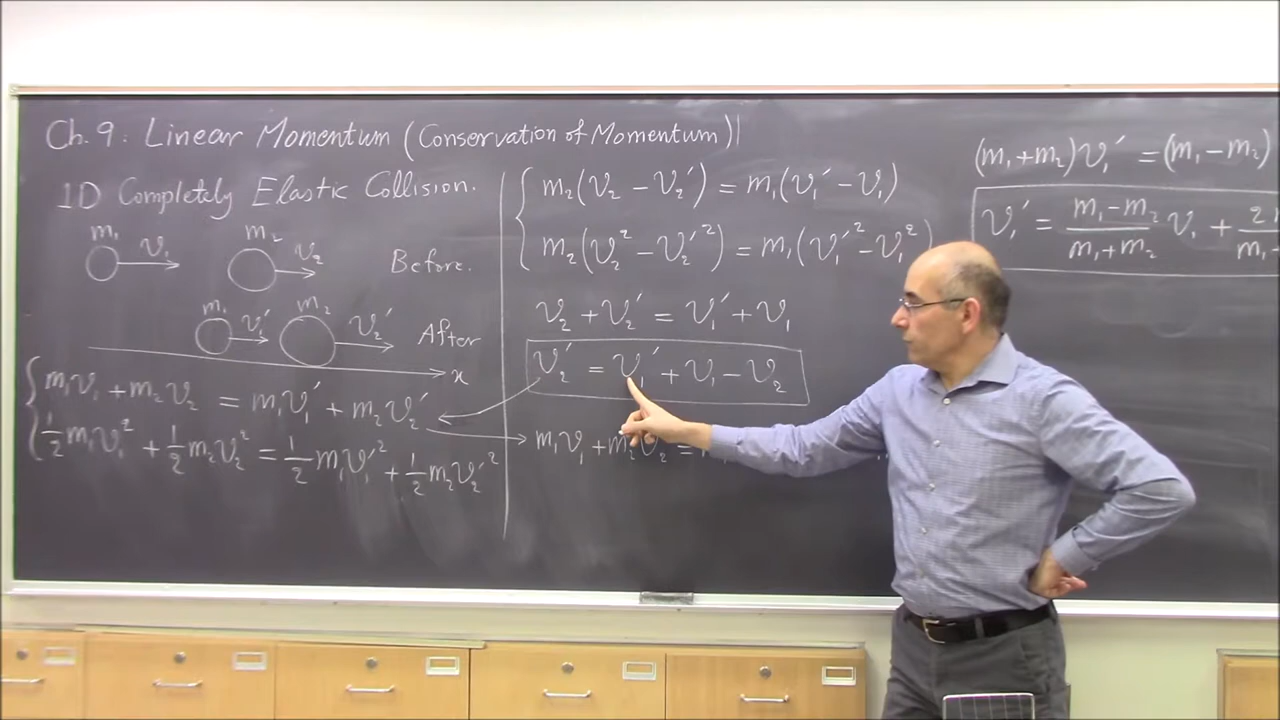 Ch. 9: Linear Momentum (Conservation of Momentum)
1D Completely Elastic Collision.
m₁ v₁ m₂ v₂ Before.
m₁ v₁′ m₂ v₂′ After
x
m₁v₁ + m₂v₂ = m₁v₁′ + m₂v₂′
½m₁v₁² + ½m₂v₂² = ½m₁v₁′² + ½m₂v₂′²
m₂(v₂ − v₂′) = m₁(v₁′ − v₁)
m₂(v₂² − v₂′²) = m₁(v₁′² − v₁²)
v₂ + v₂′ = v₁′ + v₁
v₂′ = v₁′ + v₁ − v₂
m₁v₁ + m₂v₂ =
(m₁+m₂)v₁′ = (m₁−m₂)
v₁′ = (m₁−m₂)/(m₁+m₂) v₁ + 2